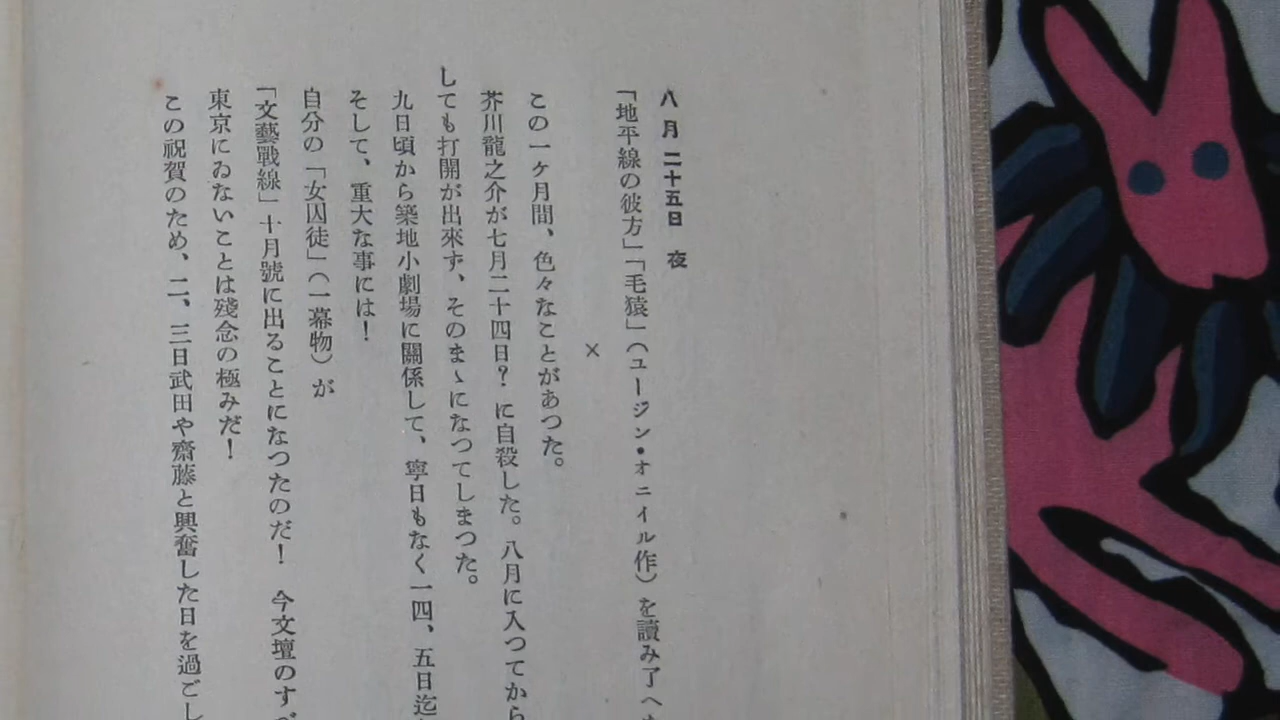 八月二十五日　夜
「地平線の彼方」「毛猿」（ユージン・オニイル作）を讀み了へ
×
この一ケ月間、色々なことがあつた。
芥川龍之介が七月二十四日？に自殺した。八月に入つてから
しても打開が出來ず、そのまゝになつてしまつた。
九日頃から築地小劇場に關係して、寧日もなく一四、五日迄
そして、重大な事には！
自分の「女囚徒」（一幕物）が
「文藝戰線」十月號に出ることになつたのだ！　今文壇のす
東京にゐないことは殘念の極みだ！
この祝賀のため、二、三日武田や齋藤と興奮した日を過ごし